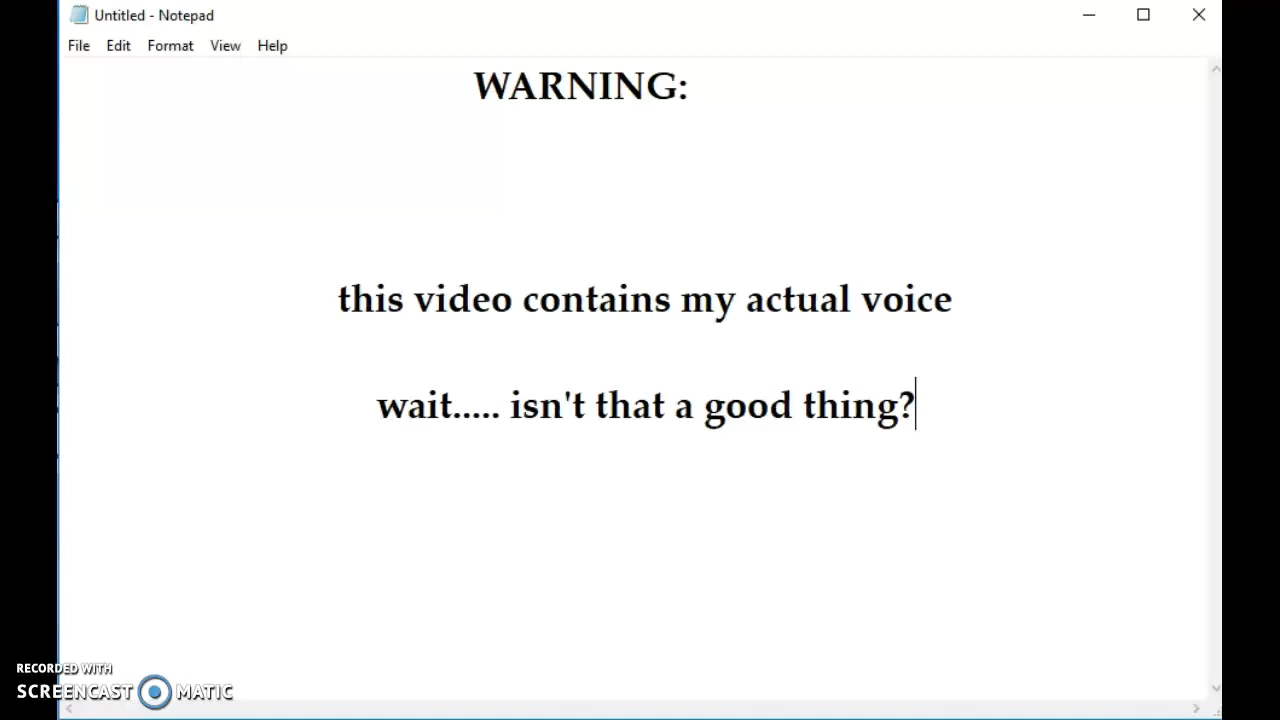 Untitled - Notepad
File Edit Format View Help
WARNING:
this video contains my actual voice
wait..... isn't that a good thing?
RECORDED WITH
SCREENCAST MATIC